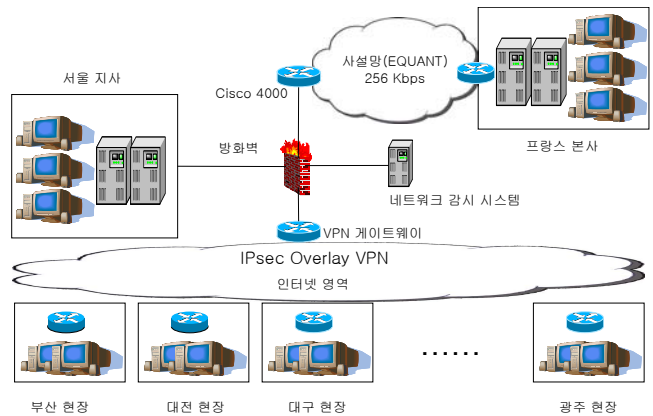 서울 지사
사설망(EQUANT)
256 Kbps
Cisco 4000
프랑스 본사
방화벽
네트워크 감시 시스템
VPN 게이트웨이
IPsec Overlay VPN
인터넷 영역
......
부산 현장
대전 현장
대구 현장
광주 현장